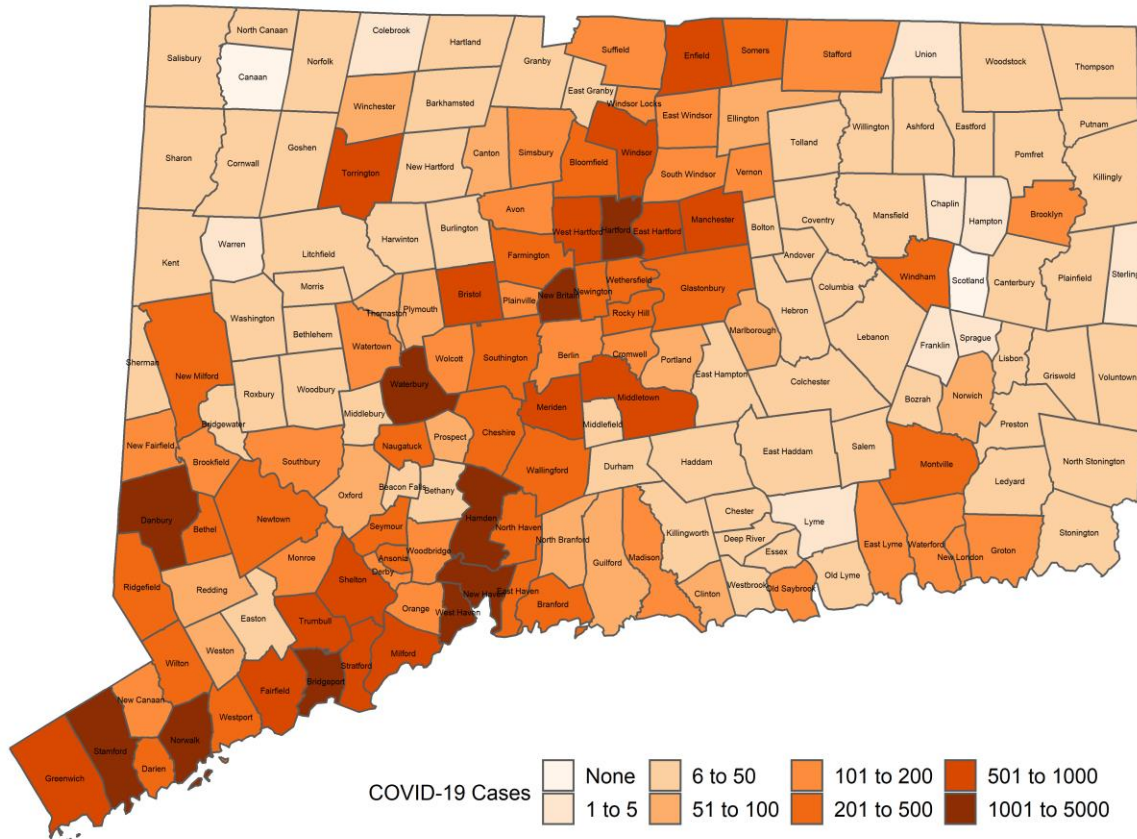 North Canaan
Colebrook
Hartland
Suffield
Enfield
Somers
Stafford
Union
Woodstock
Thompson
Salisbury
Canaan
Norfolk
Granby
East Granby
Windsor Locks
Winchester
Barkhamsted
East Windsor
Ellington
Willington
Ashford
Eastford
Putnam
Sharon
Cornwall
Goshen
Torrington
New Hartford
Canton
Simsbury
Bloomfield
Windsor
South Windsor
Vernon
Tolland
Pomfret
Killingly
Kent
Warren
Litchfield
Harwinton
Burlington
Avon
West Hartford
Hartford
East Hartford
Manchester
Bolton
Coventry
Mansfield
Chaplin
Hampton
Brooklyn
Farmington
Andover
Morris
Bristol
Plainville
New Britain
Newington
Wethersfield
Glastonbury
Hebron
Columbia
Windham
Scotland
Canterbury
Plainfield
Sterling
Washington
Bethlehem
Thomaston
Plymouth
Rocky Hill
Marlborough
Lebanon
Franklin
Sprague
Lisbon
Griswold
Voluntown
Sherman
New Milford
Roxbury
Woodbury
Watertown
Wolcott
Southington
Berlin
Cromwell
Portland
East Hampton
Colchester
Bozrah
Norwich
Preston
Waterbury
Middlebury
Meriden
Middletown
Middlefield
Bridgewater
New Fairfield
Brookfield
Southbury
Naugatuck
Prospect
Cheshire
Wallingford
Durham
Haddam
East Haddam
Salem
Montville
North Stonington
Ledyard
Danbury
Bethel
Newtown
Oxford
Beacon Falls
Bethany
Hamden
North Haven
North Branford
Guilford
Madison
Killingworth
Chester
Deep River
Essex
Lyme
East Lyme
Waterford
New London
Groton
Stonington
Seymour
Ansonia
Derby
Woodbridge
Monroe
Ridgefield
Redding
Shelton
Orange
West Haven
New Haven
East Haven
Branford
Clinton
Westbrook
Old Saybrook
Old Lyme
Easton
Trumbull
Stratford
Milford
Weston
Wilton
Fairfield
Bridgeport
New Canaan
Westport
Norwalk
Darien
Stamford
Greenwich
COVID-19 Cases
None
6 to 50
101 to 200
501 to 1000
1 to 5
51 to 100
201 to 500
1001 to 5000